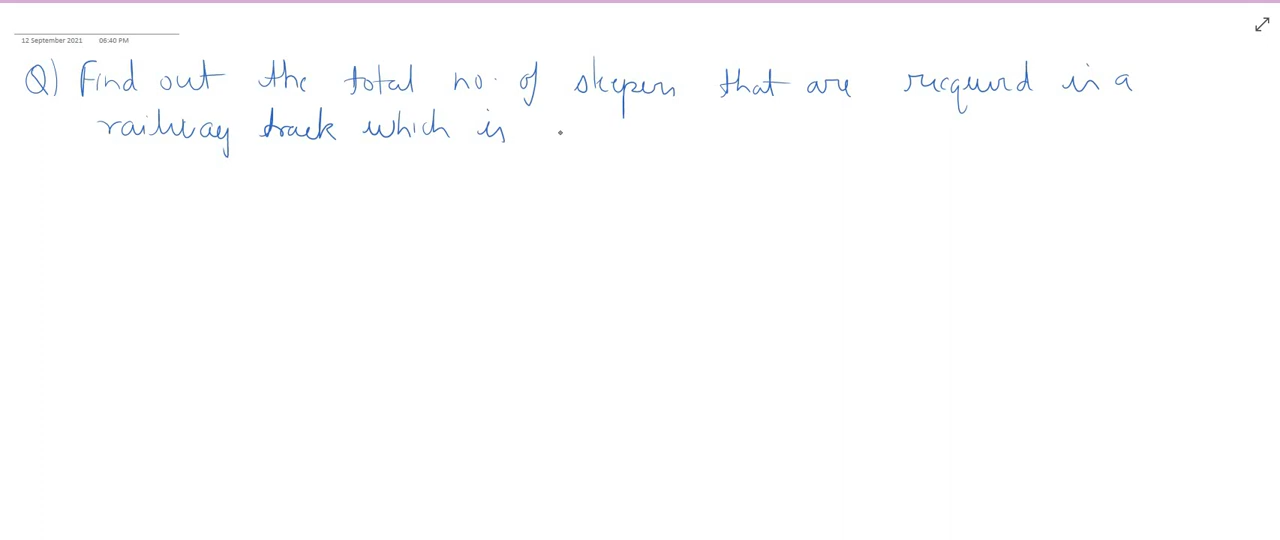 12 September 2021 06:40 PM
Q) Find out the total no. of sleepers that are required in a
railway track which is